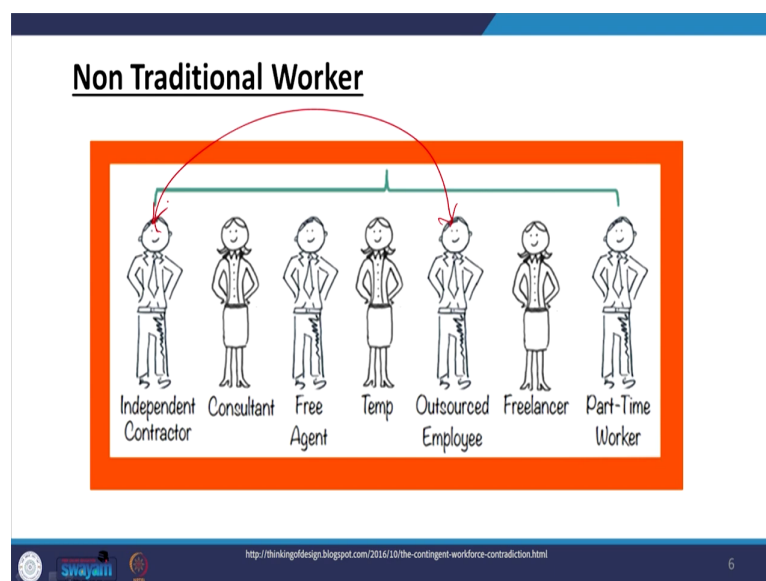 Non Traditional Worker
Independent Contractor
Consultant
Free Agent
Temp
Outsourced Employee
Freelancer
Part-Time Worker
http://thinkingofdesign.blogspot.com/2016/10/the-contingent-workforce-contradiction.html
swayam
6